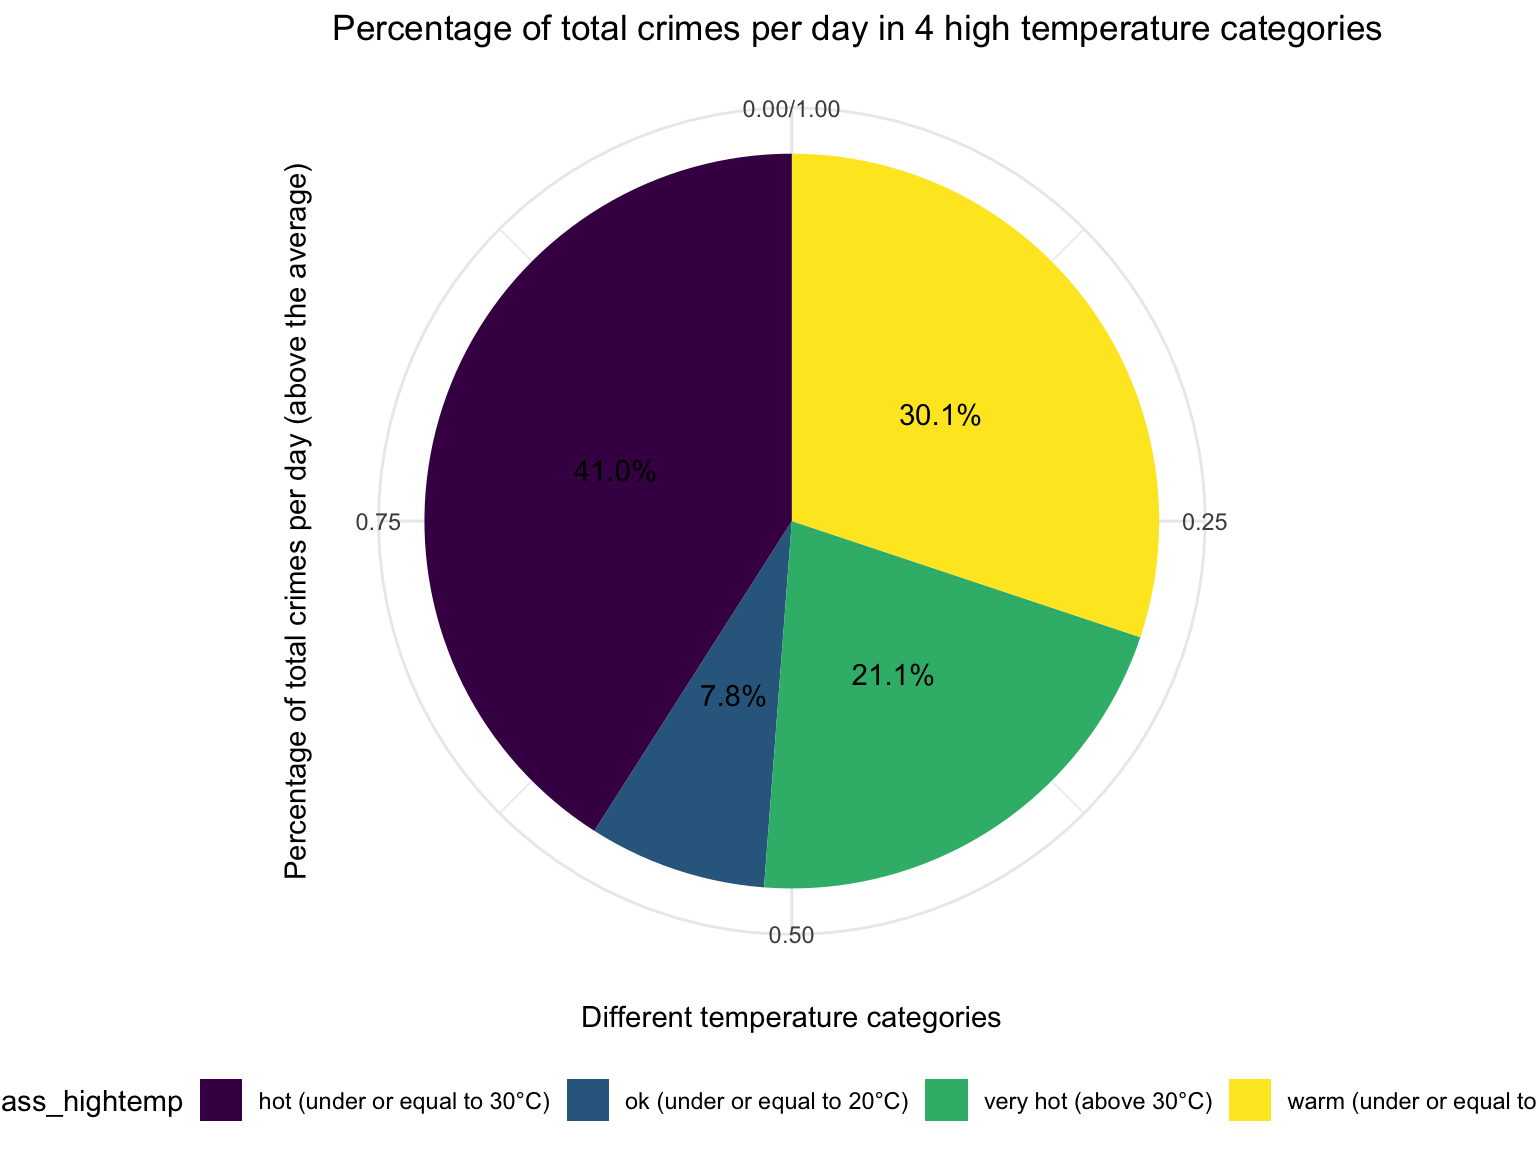 Percentage of total crimes per day in 4 high temperature categories
0.00/1.00
Percentage of total crimes per day (above the average)
30.1%
41.0%
0.75
0.25
21.1%
7.8%
0.50
Different temperature categories
ass_hightemp
hot (under or equal to 30°C)
ok (under or equal to 20°C)
very hot (above 30°C)
warm (under or equal to